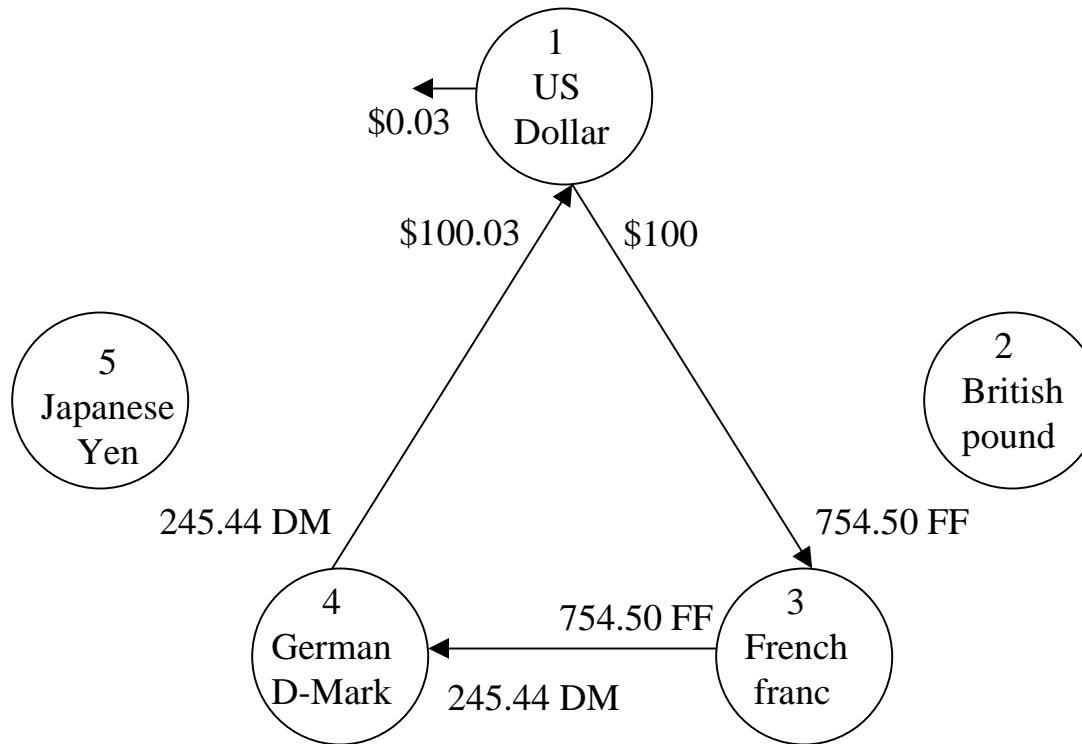 1
US
Dollar
$0.03
$100.03
$100
5
Japanese
Yen
2
British
pound
245.44 DM
754.50 FF
4
German
D-Mark
754.50 FF
245.44 DM
3
French
franc